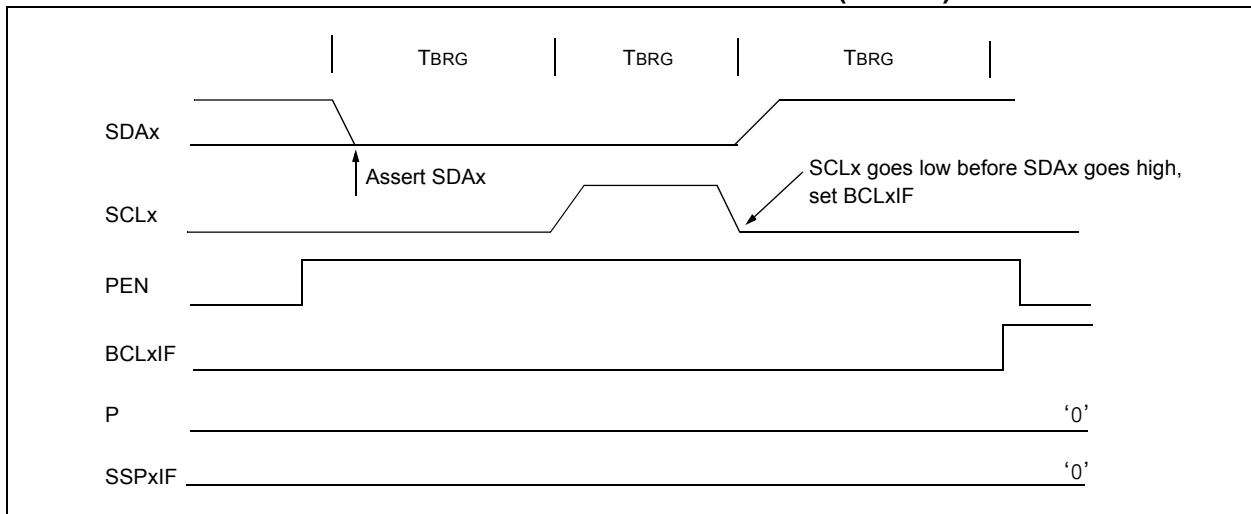 TBRG TBRG TBRG
SDAx
Assert SDAx
SCLx goes low before SDAx goes high,
set BCLxIF
SCLx
PEN
BCLxIF
P '0'
SSPxIF '0'